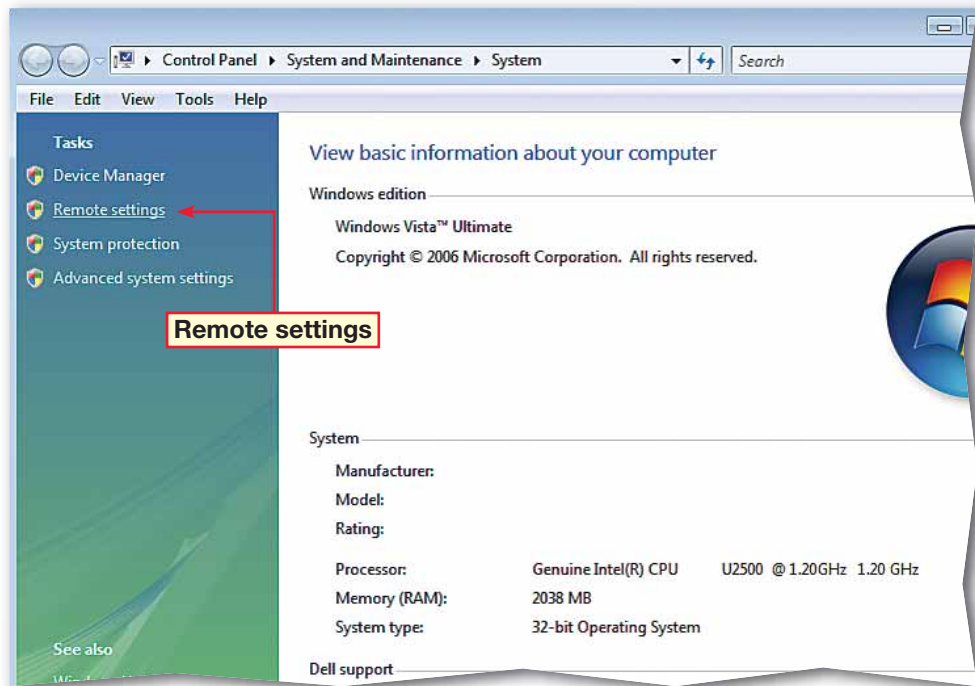 Control Panel System and Maintenance System
Search
File Edit View Tools Help
Tasks
Device Manager
Remote settings
System protection
Advanced system settings
Remote settings
See also
View basic information about your computer
Windows edition
Windows Vista™ Ultimate
Copyright © 2006 Microsoft Corporation. All rights reserved.
System
Manufacturer:
Model:
Rating:
Processor: Genuine Intel(R) CPU U2500 @ 1.20GHz 1.20 GHz
Memory (RAM): 2038 MB
System type: 32-bit Operating System
Dell support